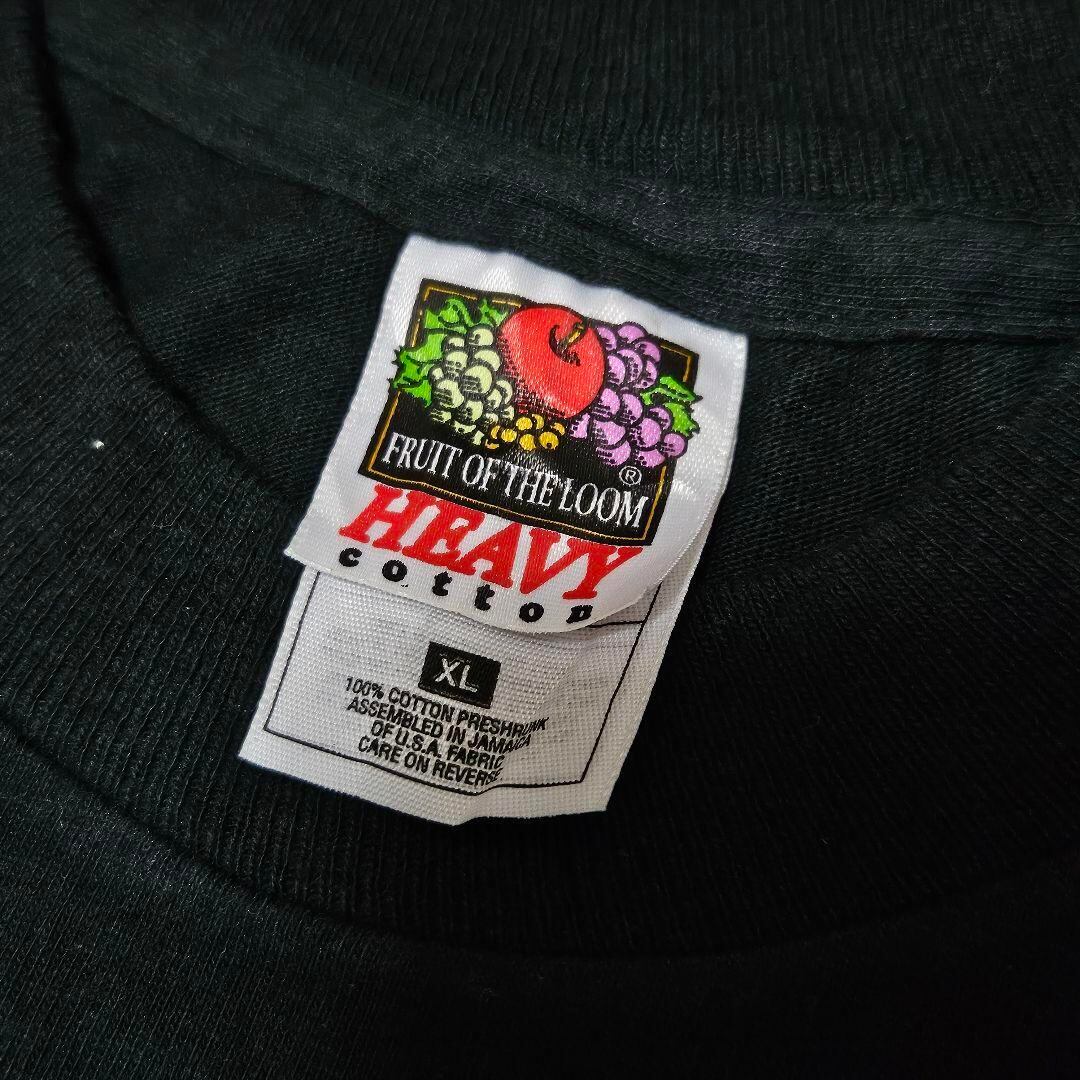 FRUIT OF THE LOOM ®
HEAVY
cotton
XL
100% COTTON PRESHRUNK
ASSEMBLED IN JAMAICA
OF U.S.A. FABRIC
CARE ON REVERSE